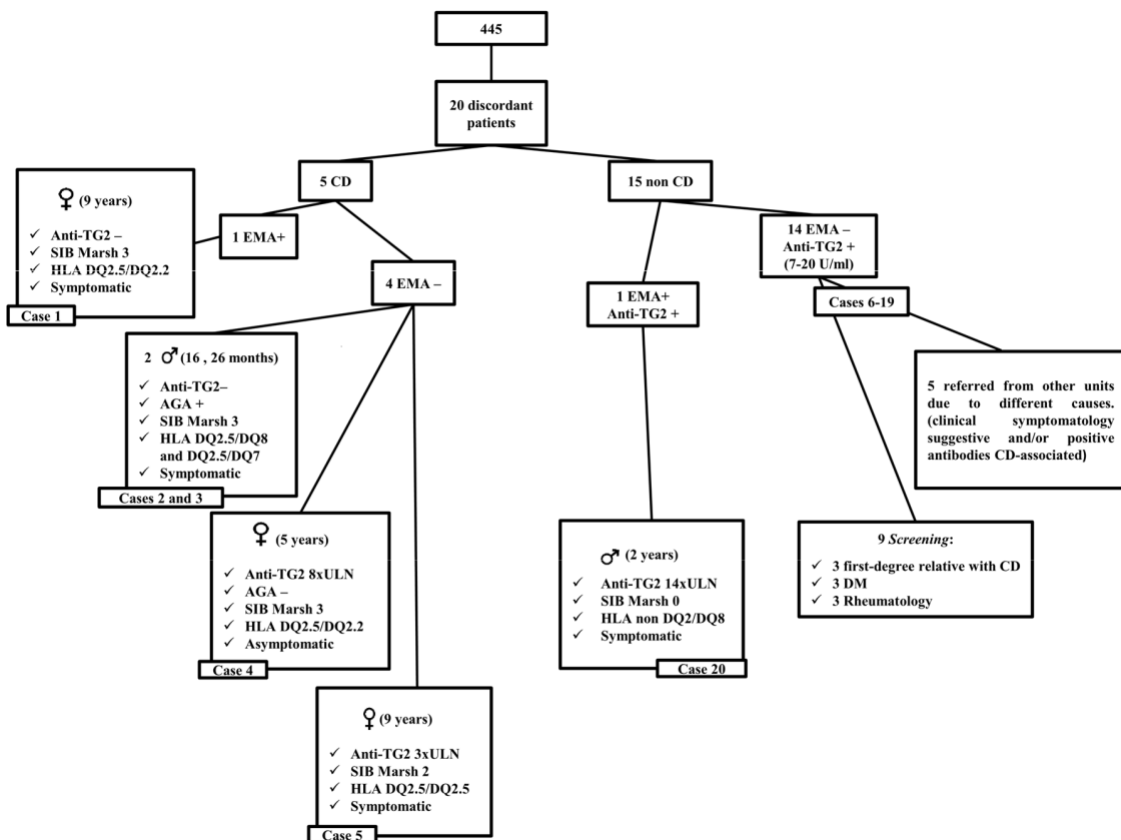 445
20 discordant
patients
5 CD
15 non CD
♀ (9 years)
✓ Anti-TG2 –
✓ SIB Marsh 3
✓ HLA DQ2.5/DQ2.2
✓ Symptomatic
Case 1
1 EMA+
4 EMA –
2 ♂ (16 , 26 months)
✓ Anti-TG2–
✓ AGA +
✓ SIB Marsh 3
✓ HLA DQ2.5/DQ8
and DQ2.5/DQ7
✓ Symptomatic
Cases 2 and 3
♀ (5 years)
✓ Anti-TG2 8xULN
✓ AGA –
✓ SIB Marsh 3
✓ HLA DQ2.5/DQ2.2
✓ Asymptomatic
Case 4
♀ (9 years)
✓ Anti-TG2 3xULN
✓ SIB Marsh 2
✓ HLA DQ2.5/DQ2.5
✓ Symptomatic
Case 5
1 EMA+
Anti-TG2 +
♂ (2 years)
✓ Anti-TG2 14xULN
✓ SIB Marsh 0
✓ HLA non DQ2/DQ8
✓ Symptomatic
Case 20
14 EMA –
Anti-TG2 +
(7-20 U/ml)
Cases 6-19
5 referred from other units
due to different causes.
(clinical symptomatology
suggestive and/or positive
antibodies CD-associated)
9 Screening:
✓ 3 first-degree relative with CD
✓ 3 DM
✓ 3 Rheumatology